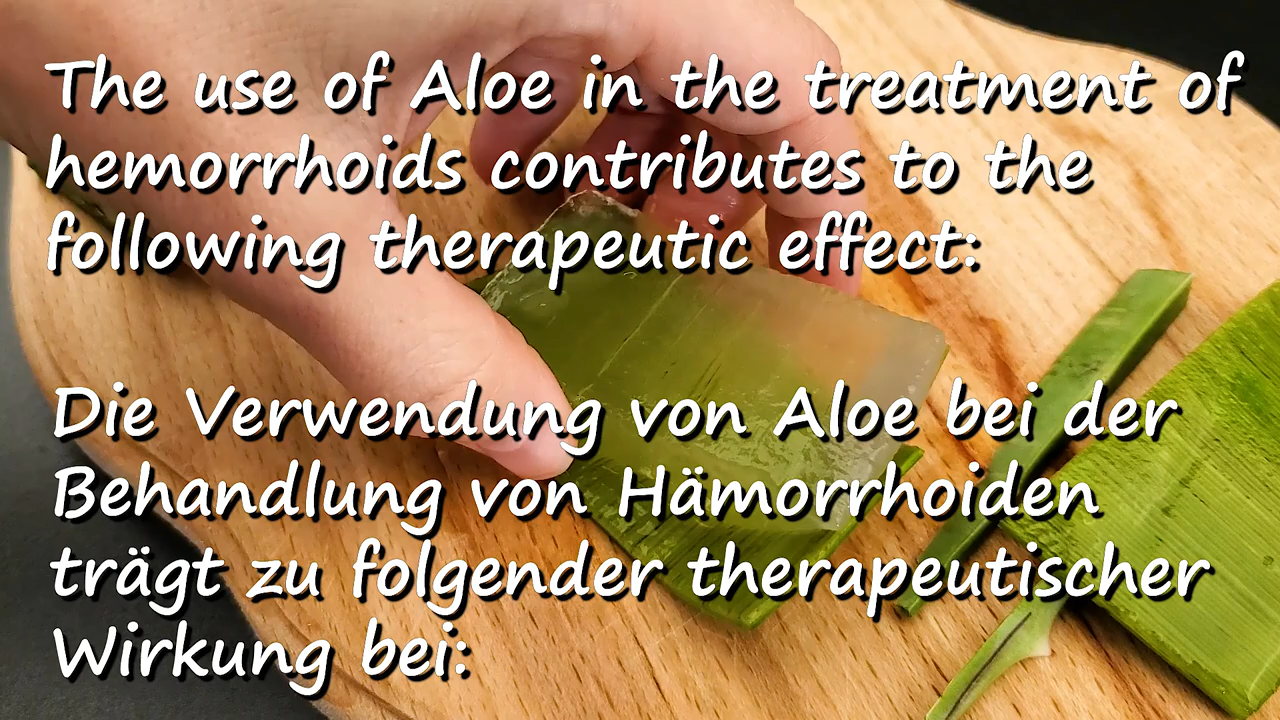 The use of Aloe in the treatment of
hemorrhoids contributes to the
following therapeutic effect:
Die Verwendung von Aloe bei der
Behandlung von Hämorrhoiden
trägt zu folgender therapeutischer
Wirkung bei: